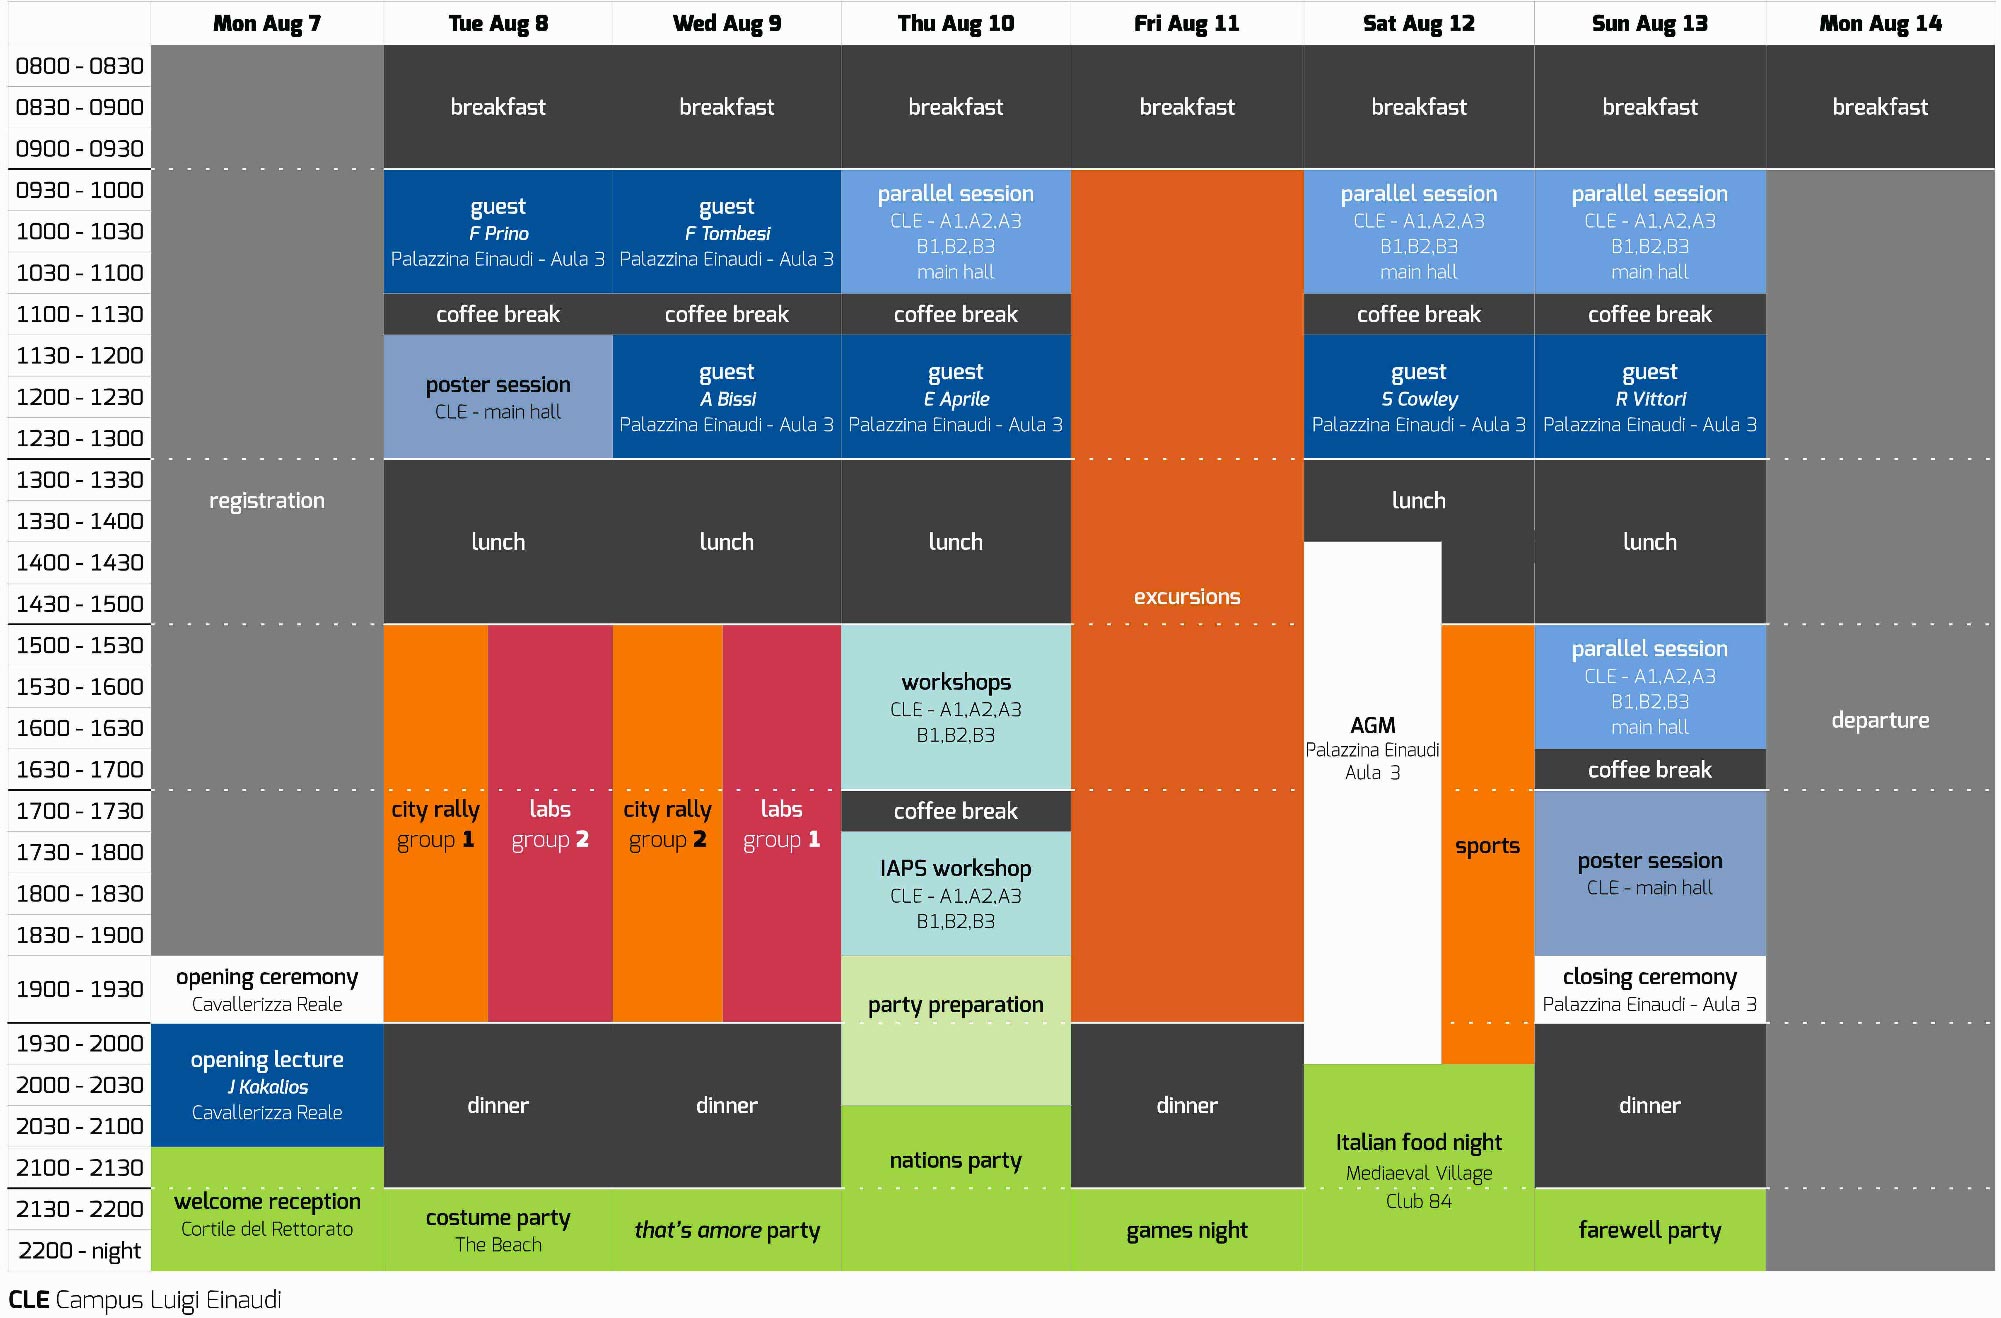 Mon Aug 7 Tue Aug 8 Wed Aug 9 Thu Aug 10 Fri Aug 11 Sat Aug 12 Sun Aug 13 Mon Aug 14
0800 - 0830
0830 - 0900
0900 - 0930
0930 - 1000
1000 - 1030
1030 - 1100
1100 - 1130
1130 - 1200
1200 - 1230
1230 - 1300
1300 - 1330
1330 - 1400
1400 - 1430
1430 - 1500
1500 - 1530
1530 - 1600
1600 - 1630
1630 - 1700
1700 - 1730
1730 - 1800
1800 - 1830
1830 - 1900
1900 - 1930
1930 - 2000
2000 - 2030
2030 - 2100
2100 - 2130
2130 - 2200
2200 - night
registration
opening ceremony
Cavallerizza Reale
opening lecture
J Kakalios
Cavallerizza Reale
welcome reception
Cortile del Rettorato
breakfast
guest
F Prino
Palazzina Einaudi - Aula 3
coffee break
poster session
CLE - main hall
lunch
city rally
group 1
labs
group 2
dinner
costume party
The Beach
breakfast
guest
F Tombesi
Palazzina Einaudi - Aula 3
coffee break
guest
A Bissi
Palazzina Einaudi - Aula 3
lunch
city rally
group 2
labs
group 1
dinner
that's amore party
breakfast
parallel session
CLE - A1,A2,A3
B1,B2,B3
main hall
coffee break
guest
E Aprile
Palazzina Einaudi - Aula 3
lunch
workshops
CLE - A1,A2,A3
B1,B2,B3
coffee break
IAPS workshop
CLE - A1,A2,A3
B1,B2,B3
party preparation
nations party
breakfast
excursions
dinner
games night
breakfast
parallel session
CLE - A1,A2,A3
B1,B2,B3
main hall
coffee break
guest
S Cowley
Palazzina Einaudi - Aula 3
lunch
AGM
Palazzina Einaudi
Aula 3
sports
Italian food night
Mediaeval Village
Club 84
breakfast
parallel session
CLE - A1,A2,A3
B1,B2,B3
main hall
coffee break
guest
R Vittori
Palazzina Einaudi - Aula 3
lunch
parallel session
CLE - A1,A2,A3
B1,B2,B3
main hall
coffee break
poster session
CLE - main hall
closing ceremony
Palazzina Einaudi - Aula 3
dinner
farewell party
breakfast
departure
CLE Campus Luigi Einaudi